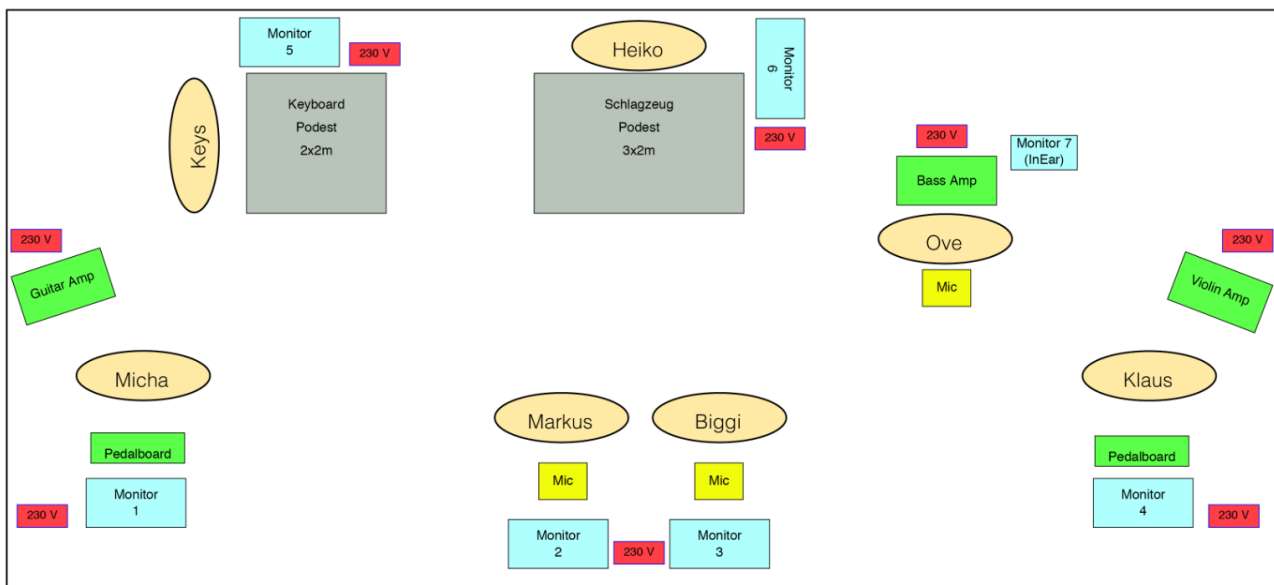 Monitor
5
230 V
Heiko
Monitor
6
Keyboard
Podest
2x2m
Schlagzeug
Podest
3x2m
Keys
230 V
230 V
Monitor 7
(InEar)
Bass Amp
230 V
Guitar Amp
Ove
230 V
Violin Amp
Mic
Micha
Klaus
Markus
Biggi
Pedalboard
Pedalboard
Mic
Mic
Monitor
1
230 V
Monitor
4
230 V
Monitor
2
230 V
Monitor
3